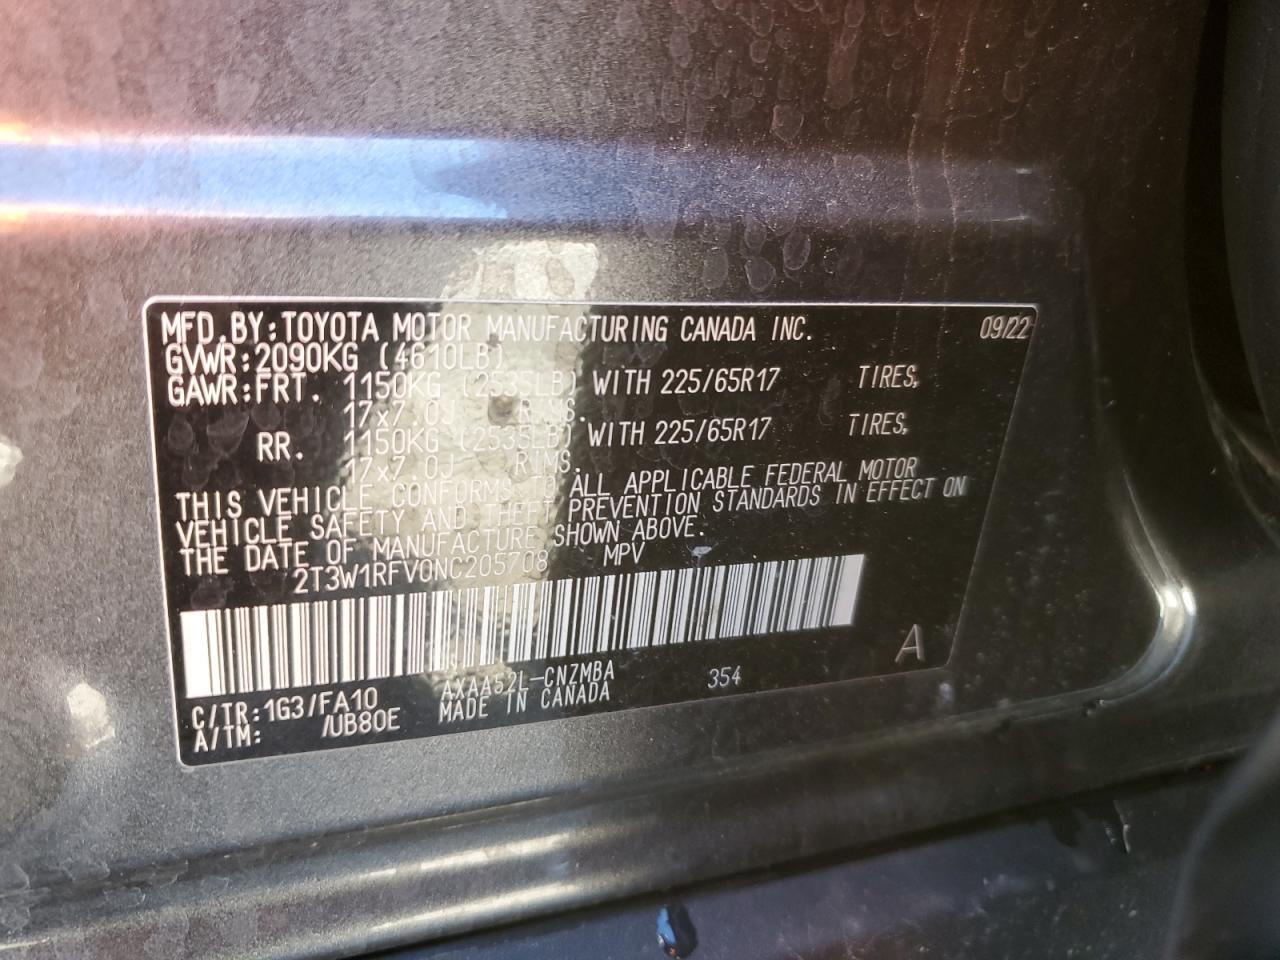 MFD.BY:TOYOTA MOTOR MANUFACTURING CANADA INC. 09/22
GVWR:2090KG (4610LB)
GAWR:FRT. 1150KG (2535LB) WITH 225/65R17 TIRES,
17x7.0J RIMS.
RR. 1150KG (2535LB) WITH 225/65R17 TIRES,
17x7.0J RIMS.
THIS VEHICLE CONFORMS TO ALL APPLICABLE FEDERAL MOTOR
VEHICLE SAFETY AND THEFT PREVENTION STANDARDS IN EFFECT ON
THE DATE OF MANUFACTURE SHOWN ABOVE.
2T3W1RFV0NC205708 MPV
A
C/TR:1G3/FA10 AXAA52L-CNZMBA 354
A/TM: /UB80E MADE IN CANADA